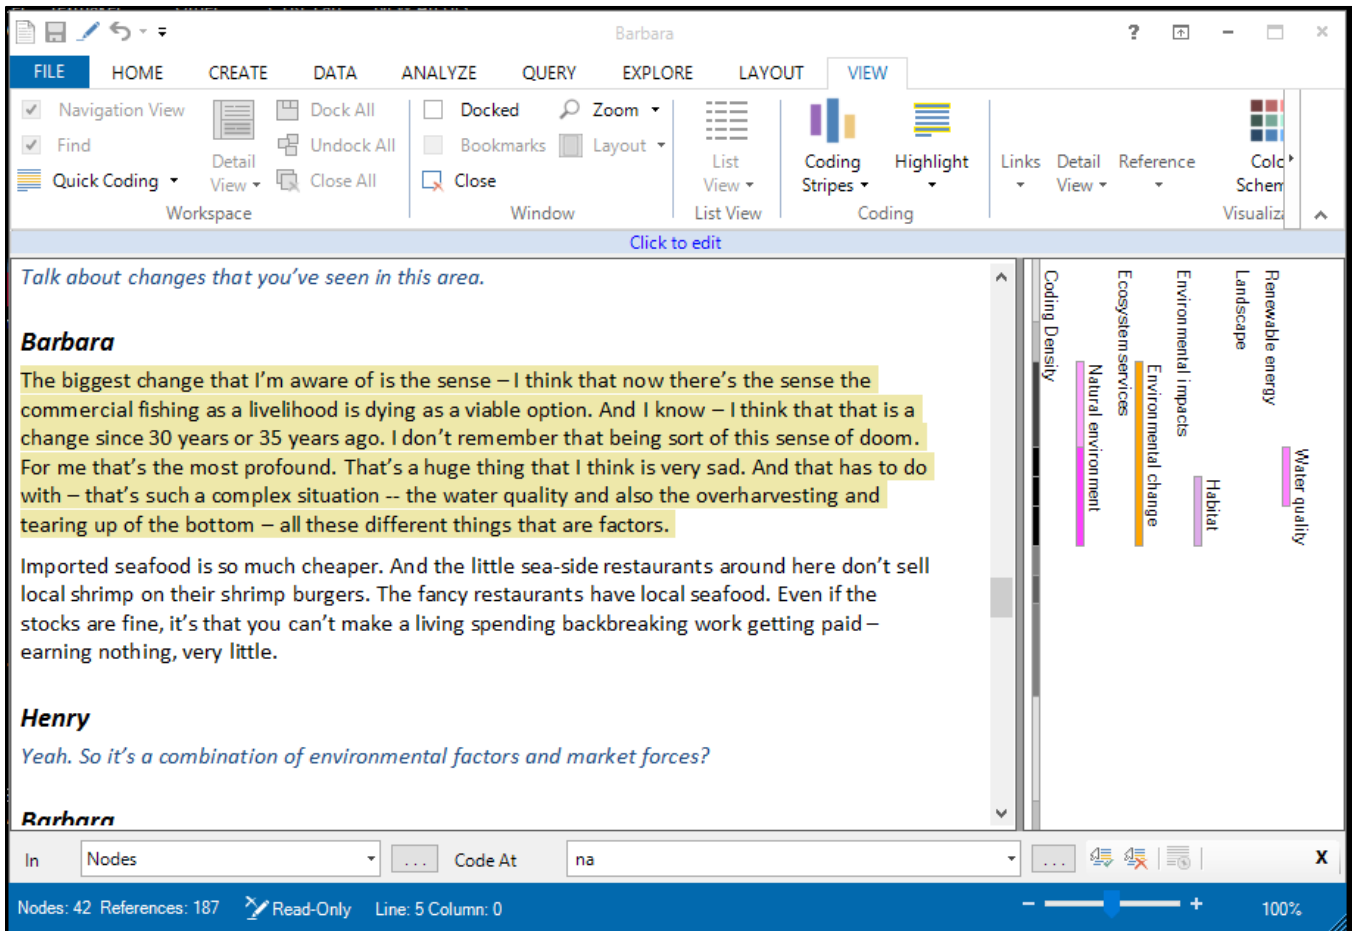 Barbara
?
FILE HOME CREATE DATA ANALYZE QUERY EXPLORE LAYOUT VIEW
Navigation View
Find
Quick Coding
Detail
View
Dock All
Undock All
Close All
Workspace
Docked
Bookmarks
Close
Zoom
Layout
Window
List
View
List View
Coding
Stripes
Highlight
Coding
Links
Detail
View
Reference
Colo
Schem
Visualiz
Click to edit
Talk about changes that you’ve seen in this area.
Barbara
The biggest change that I’m aware of is the sense – I think that now there’s the sense the
commercial fishing as a livelihood is dying as a viable option. And I know – I think that that is a
change since 30 years or 35 years ago. I don’t remember that being sort of this sense of doom.
For me that’s the most profound. That’s a huge thing that I think is very sad. And that has to do
with – that’s such a complex situation -- the water quality and also the overharvesting and
tearing up of the bottom – all these different things that are factors.
Imported seafood is so much cheaper. And the little sea-side restaurants around here don’t sell
local shrimp on their shrimp burgers. The fancy restaurants have local seafood. Even if the
stocks are fine, it’s that you can’t make a living spending backbreaking work getting paid –
earning nothing, very little.
Henry
Yeah. So it’s a combination of environmental factors and market forces?
Barbara
Coding Density
Natural environment
Ecosystem services
Environmental change
Environmental impacts
Habitat
Landscape
Renewable energy
Water quality
In Nodes ... Code At na ... X
Nodes: 42 References: 187 Read-Only Line: 5 Column: 0 100%